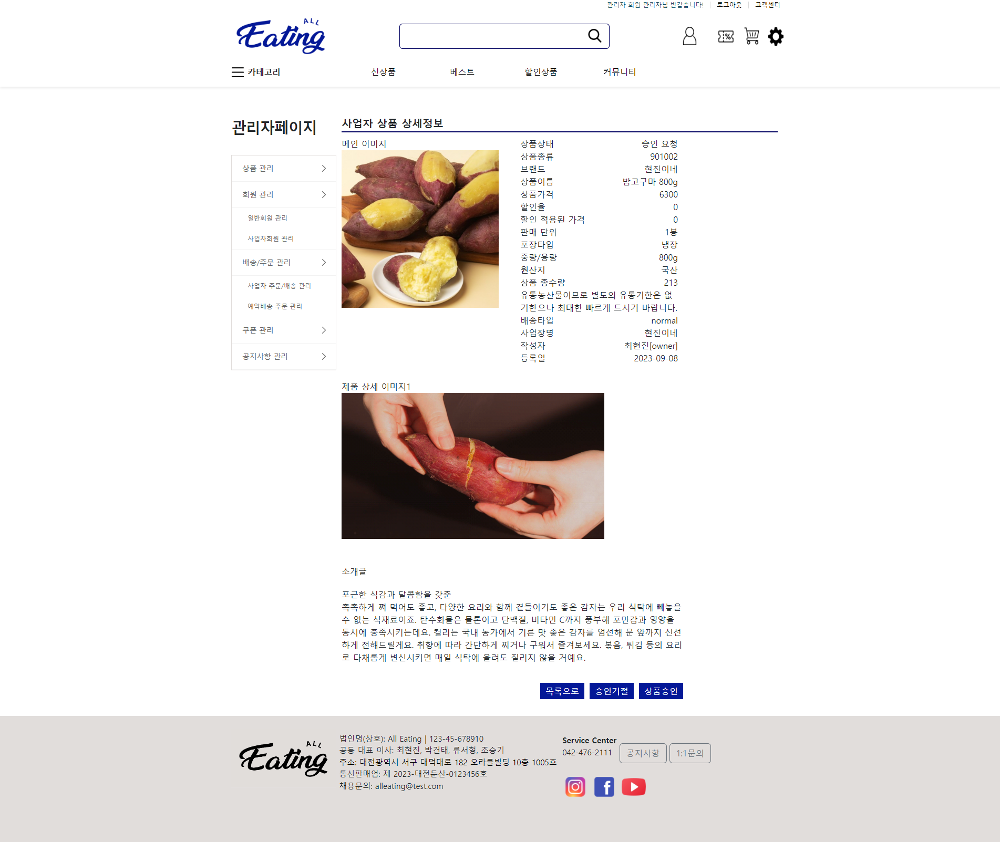 관리자 회원 관리자님 반갑습니다! 로그아웃 고객센터
ALL
Eating
카테고리 신상품 베스트 할인상품 커뮤니티
관리자페이지
상품 관리
회원 관리
일반회원 관리
사업자회원 관리
배송/주문 관리
사업자 주문/배송 관리
예약배송 주문 관리
쿠폰 관리
공지사항 관리
사업자 상품 상세정보
메인 이미지
상품상태 승인 요청
상품종류 901002
브랜드 현진이네
상품이름 밤고구마 800g
상품가격 6300
할인율 0
할인 적용된 가격 0
판매 단위 1봉
포장타입 냉장
중량/용량 800g
원산지 국산
상품 총수량 213
유통농산물이므로 별도의 유통기한은 없
기한으나 최대한 빠르게 드시기 바랍니다.
배송타입 normal
사업장명 현진이네
작성자 최현진[owner]
등록일 2023-09-08
제품 상세 이미지1
소개글
포근한 식감과 달콤함을 갖춘
촉촉하게 쪄 먹어도 좋고, 다양한 요리와 함께 곁들이기도 좋은 감자는 우리 식탁에 빼놓을
수 없는 식재료이죠. 탄수화물은 물론이고 단백질, 비타민 C까지 풍부해 포만감과 영양을
동시에 충족시키는데요. 컬리는 국내 농가에서 기른 맛 좋은 감자를 엄선해 문 앞까지 신선
하게 전해드릴게요. 취향에 따라 간단하게 찌거나 구워서 즐겨보세요. 볶음, 튀김 등의 요리
로 다채롭게 변신시키면 매일 식탁에 올려도 질리지 않을 거예요.
목록으로 승인거절 상품승인
ALL
Eating
법인명(상호): All Eating | 123-45-678910
공동 대표 이사: 최현진, 박건태, 류서형, 조승기
주소: 대전광역시 서구 대덕대로 182 오라클빌딩 10층 1005호
통신판매업: 제 2023-대전둔산-0123456호
채용문의: alleating@test.com
Service Center
042-476-2111 공지사항 1:1문의